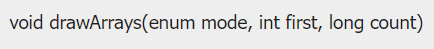 void drawArrays(enum mode, int first, long count)